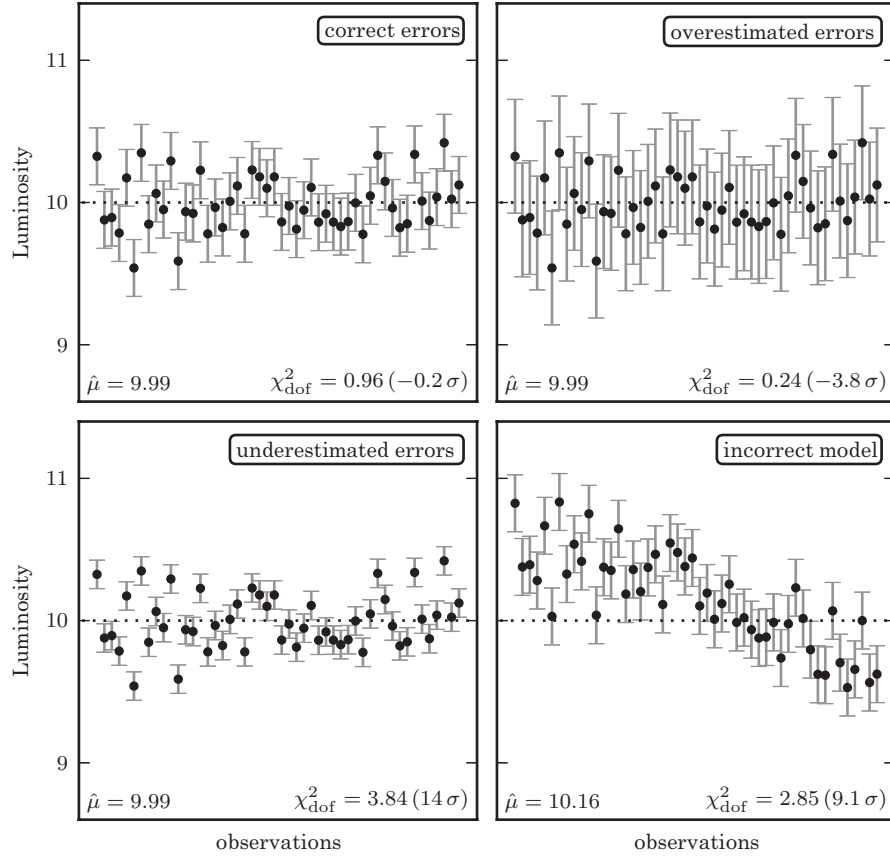 correct errors
11
10
9
Luminosity
μ̂ = 9.99
χ²dof = 0.96 (−0.2 σ)
overestimated errors
μ̂ = 9.99
χ²dof = 0.24 (−3.8 σ)
underestimated errors
11
10
9
Luminosity
μ̂ = 9.99
χ²dof = 3.84 (14 σ)
observations
incorrect model
μ̂ = 10.16
χ²dof = 2.85 (9.1 σ)
observations